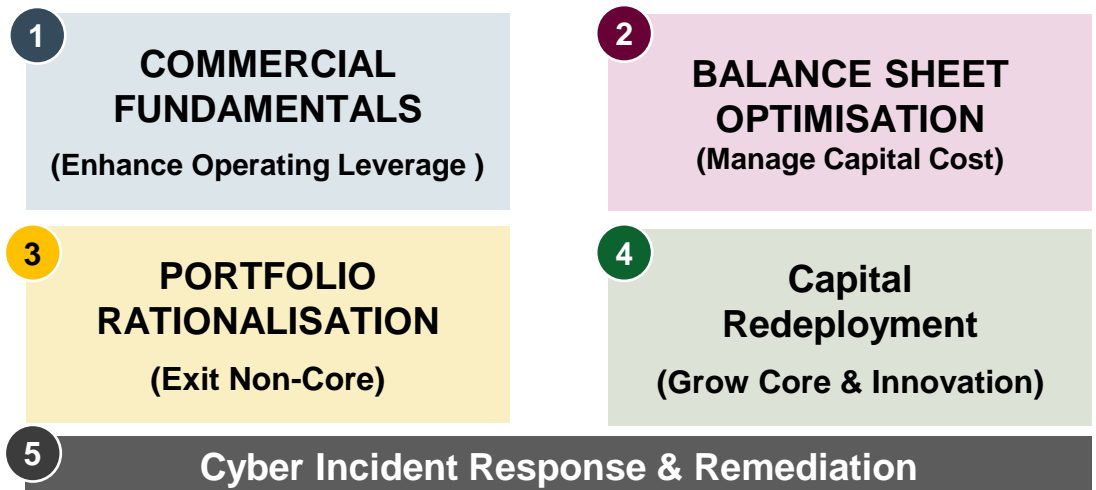 1
COMMERCIAL
FUNDAMENTALS
(Enhance Operating Leverage )
2
BALANCE SHEET
OPTIMISATION
(Manage Capital Cost)
3
PORTFOLIO
RATIONALISATION
(Exit Non-Core)
4
Capital
Redeployment
(Grow Core & Innovation)
5
Cyber Incident Response & Remediation